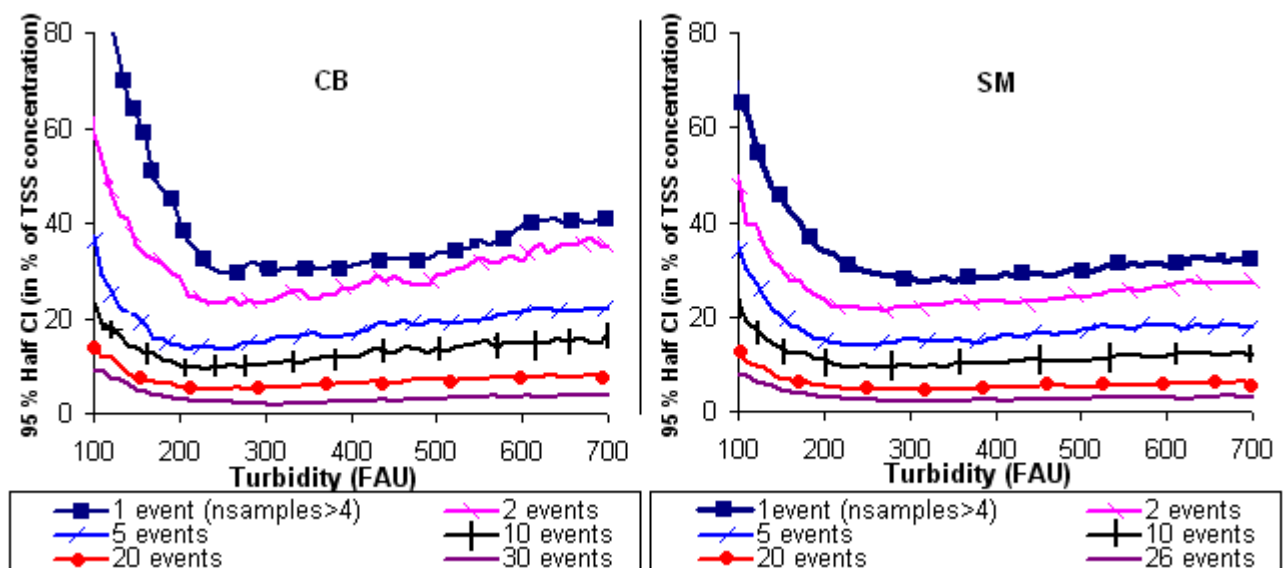 95 % Half CI (in % of TSS concentration)
80
60
40
20
0
CB
100 200 300 400 500 600 700
Turbidity (FAU)
1 event (nsamples>4)
2 events
5 events
10 events
20 events
30 events
95 % Half CI (in % of TSS concentration)
80
60
40
20
0
SM
100 200 300 400 500 600 700
Turbidity (FAU)
1event (nsamples>4)
2 events
5 events
10 events
20 events
26 events